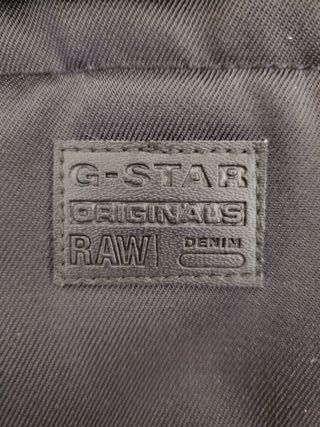 G-STAR
ORIGINALS
RAW DENIM